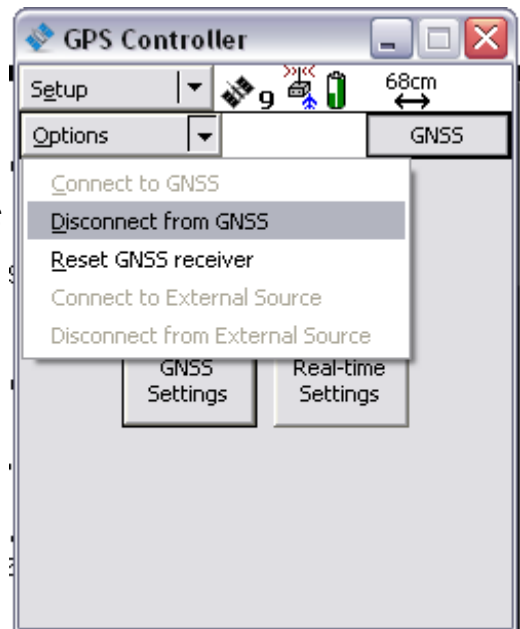 GPS Controller
Setup 9 68cm
Options GNSS
Connect to GNSS
Disconnect from GNSS
Reset GNSS receiver
Connect to External Source
Disconnect from External Source
GNSS Real-time
Settings Settings